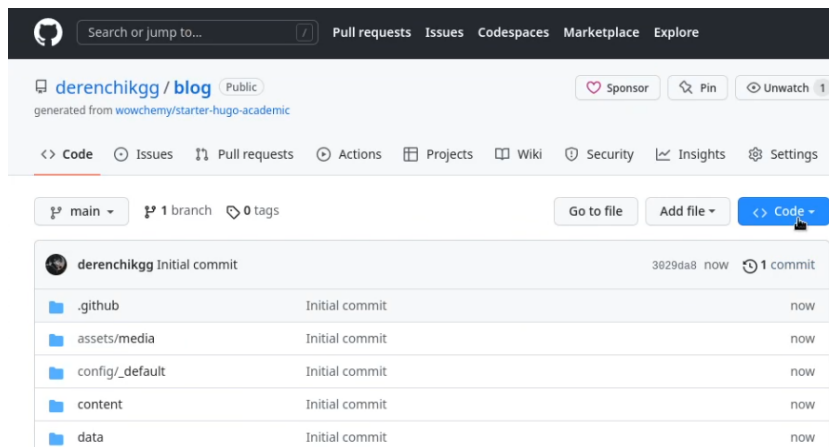 Search or jump to... / Pull requests Issues Codespaces Marketplace Explore
derenchikgg / blog Public Sponsor Pin Unwatch 1
generated from wowchemy/starter-hugo-academic
<> Code Issues Pull requests Actions Projects Wiki Security Insights Settings
main 1 branch 0 tags Go to file Add file <> Code
derenchikgg Initial commit 3029da8 now 1 commit
.github Initial commit now
assets/media Initial commit now
config/_default Initial commit now
content Initial commit now
data Initial commit now